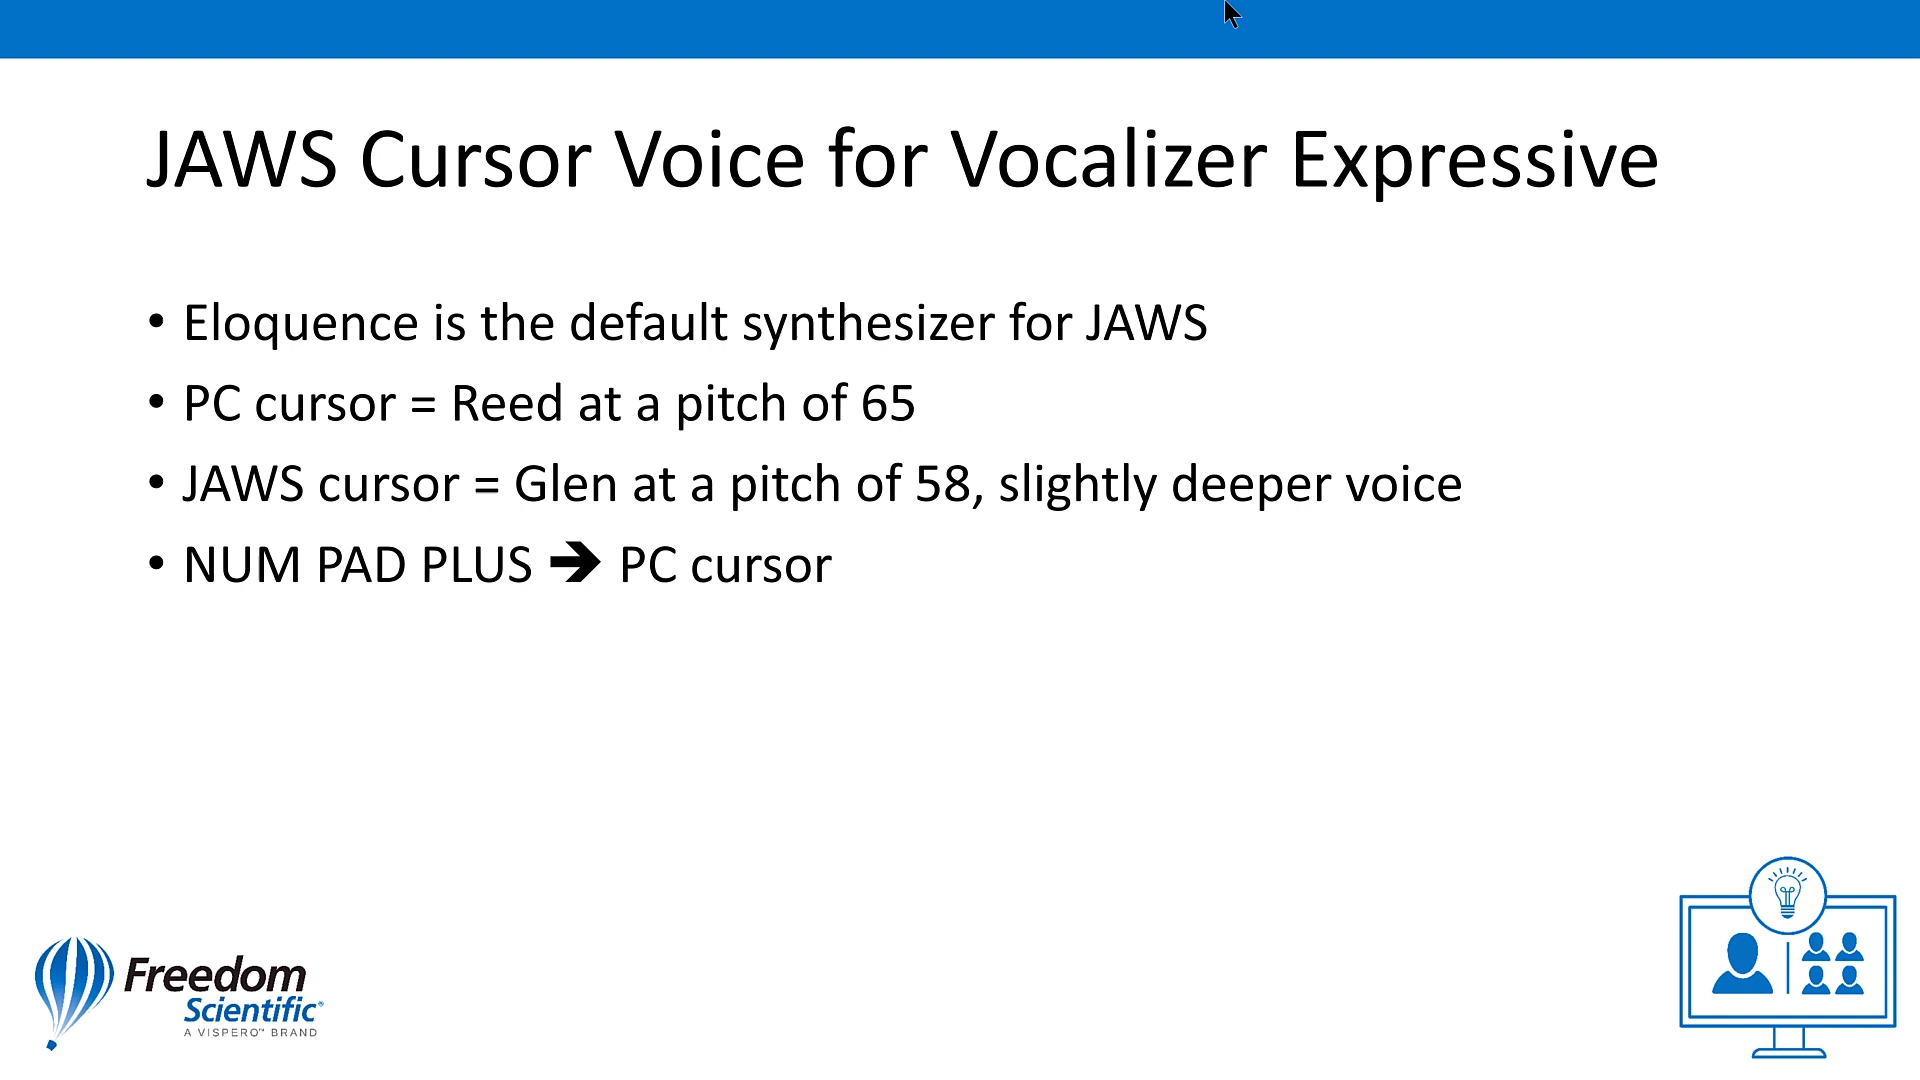 JAWS Cursor Voice for Vocalizer Expressive
• Eloquence is the default synthesizer for JAWS
• PC cursor = Reed at a pitch of 65
• JAWS cursor = Glen at a pitch of 58, slightly deeper voice
• NUM PAD PLUS ➔ PC cursor
Freedom
Scientific®
A VISPERO™ BRAND